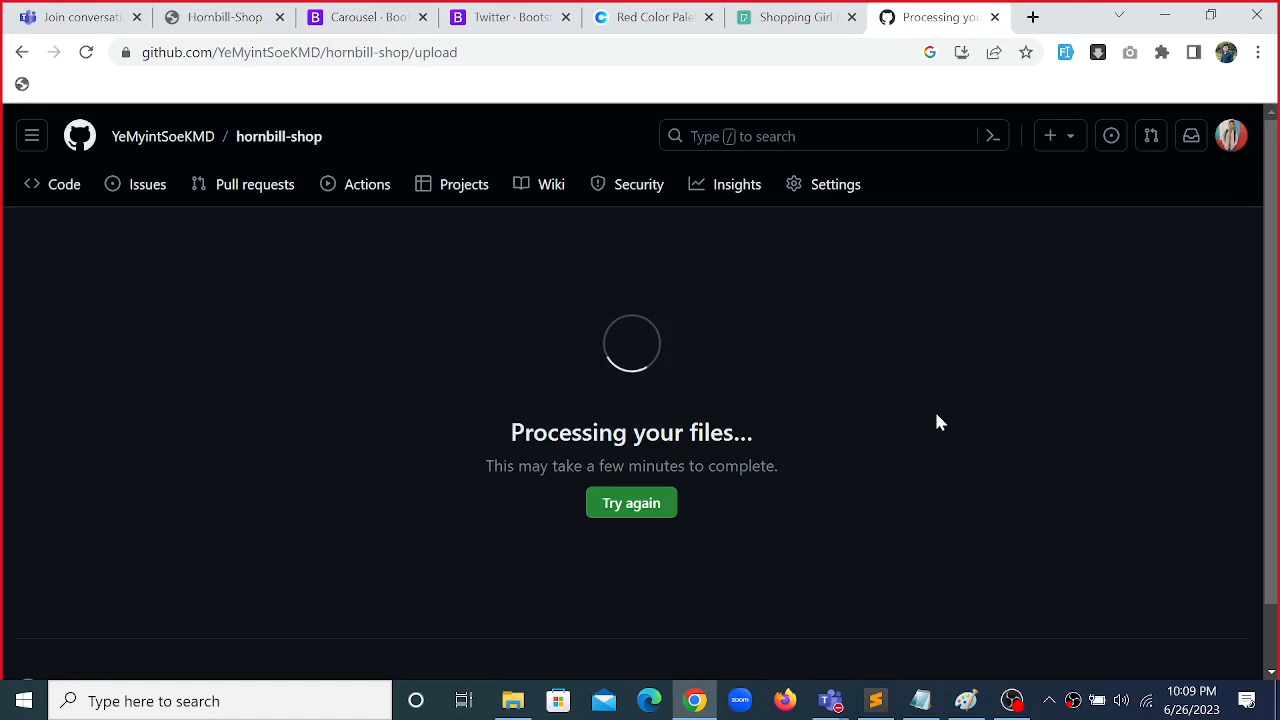 Join conversati
Hornbill-Shop
Carousel · Boot
Twitter · Boots
Red Color Pale
Shopping Girl
Processing you
github.com/YeMyintSoeKMD/hornbill-shop/upload
YeMyintSoeKMD / hornbill-shop
Type / to search
Code
Issues
Pull requests
Actions
Projects
Wiki
Security
Insights
Settings
Processing your files...
This may take a few minutes to complete.
Try again
Type here to search
zoom
10:09 PM
6/26/2023